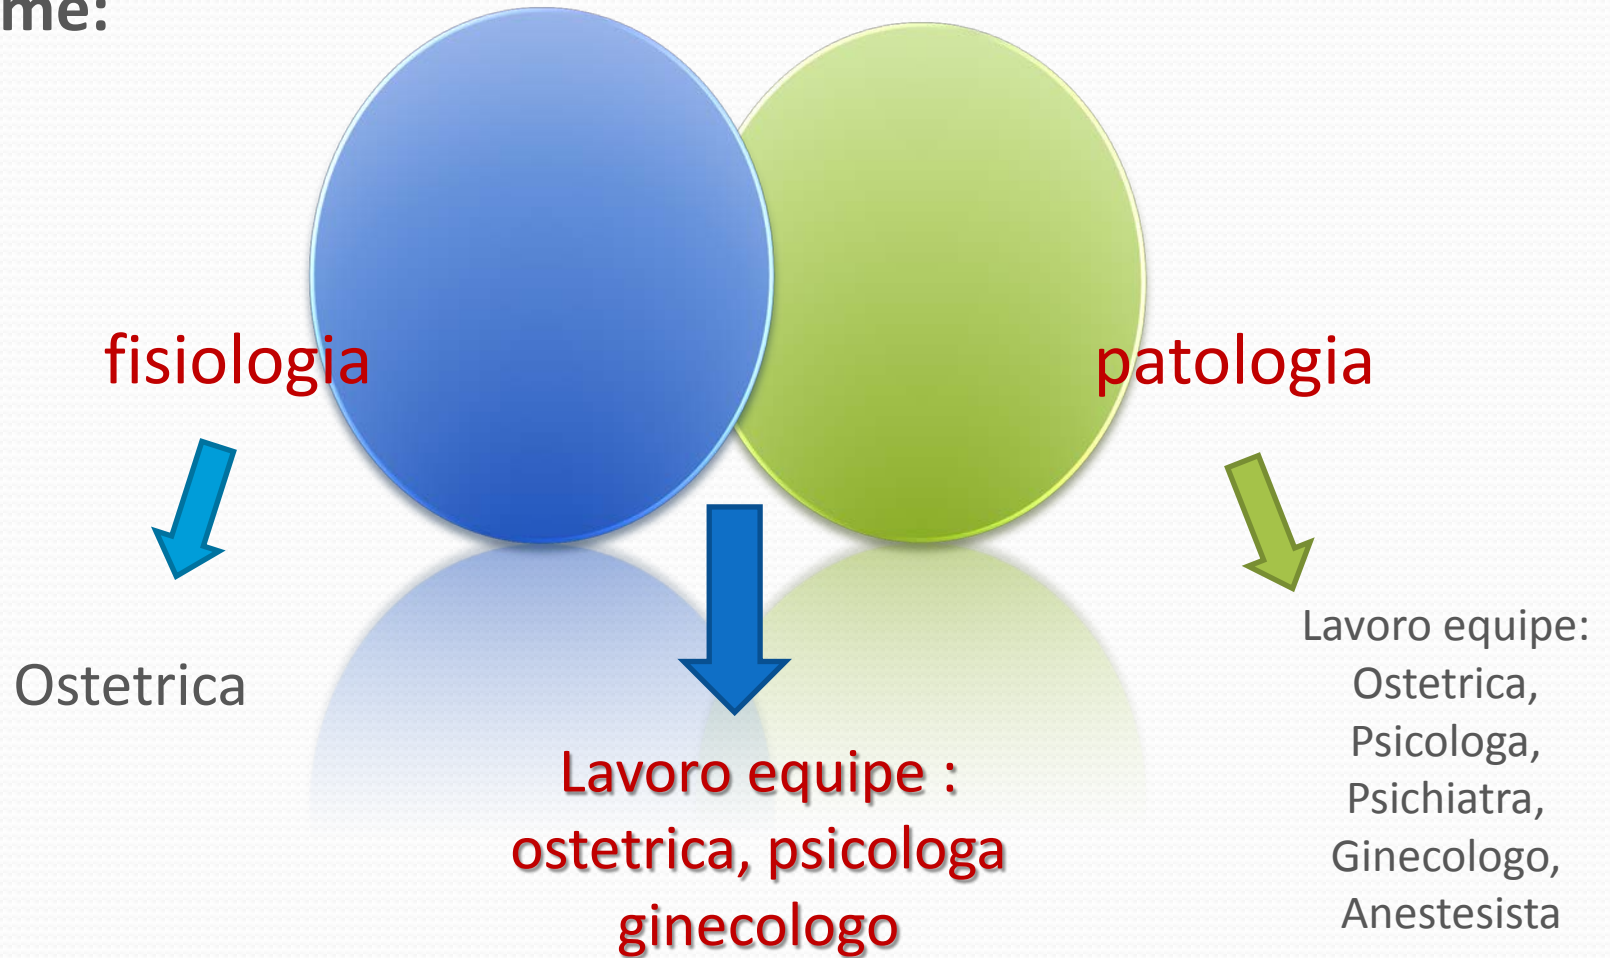 me:
fisiologia
patologia
Ostetrica
Lavoro equipe :
ostetrica, psicologa
ginecologo
Lavoro equipe:
Ostetrica,
Psicologa,
Psichiatra,
Ginecologo,
Anestesista